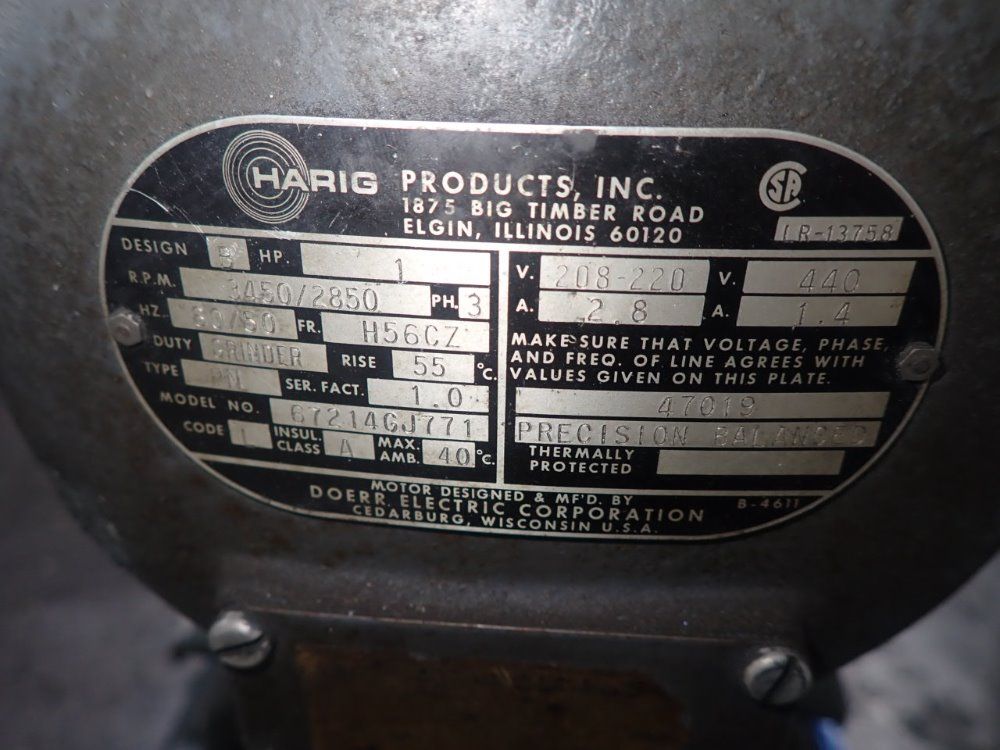 HARIG PRODUCTS, INC.
1875 BIG TIMBER ROAD
ELGIN, ILLINOIS 60120
SA
LR-13758
DESIGN B HP. 1
R.P.M. 3450/2850 PH. 3
HZ. 60/50 FR. H56CZ
DUTY GRINDER RISE 55 °C.
TYPE SER. FACT. 1.0
MODEL NO. 67214GJ771
CODE L INSUL. CLASS A MAX. AMB. 40 °C.
V. 208-220 V. 440
A. 2.8 A. 1.4
MAKE SURE THAT VOLTAGE, PHASE,
AND FREQ. OF LINE AGREES WITH
VALUES GIVEN ON THIS PLATE.
47019
PRECISION BALANCED
THERMALLY
PROTECTED
MOTOR DESIGNED & MF'D. BY
DOERR ELECTRIC CORPORATION
CEDARBURG, WISCONSIN U.S.A.
B-4611